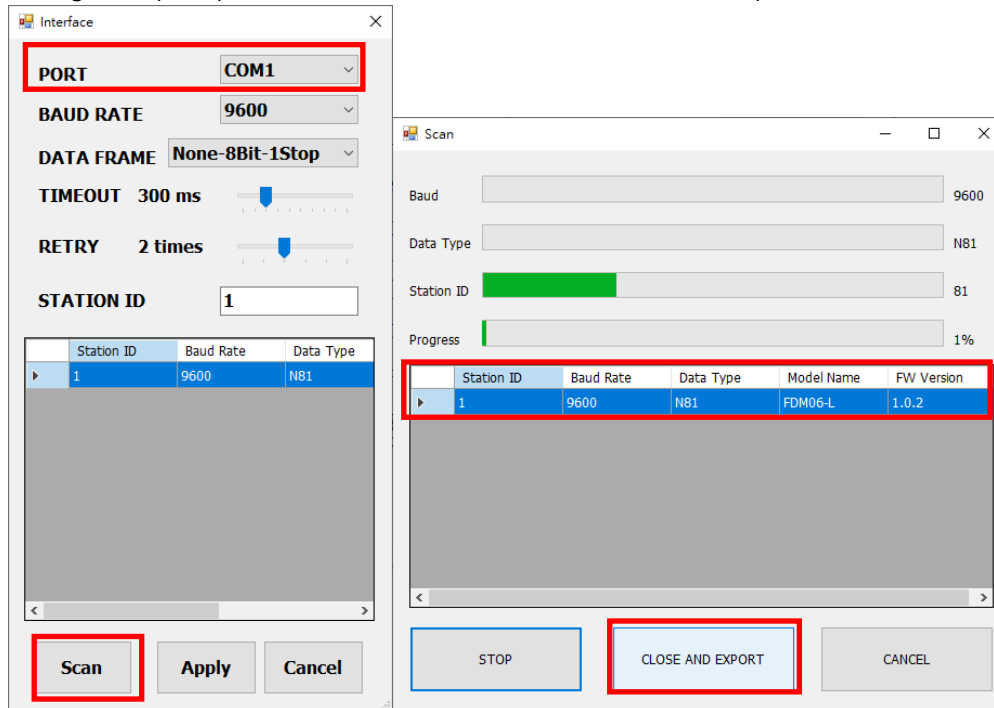 Interface
PORT COM1
BAUD RATE 9600
DATA FRAME None-8Bit-1Stop
TIMEOUT 300 ms
RETRY 2 times
STATION ID 1
Station ID Baud Rate Data Type
1 9600 N81
Scan Apply Cancel
Scan
Baud 9600
Data Type N81
Station ID 81
Progress 1%
Station ID Baud Rate Data Type Model Name FW Version
1 9600 N81 FDM06-L 1.0.2
STOP CLOSE AND EXPORT CANCEL